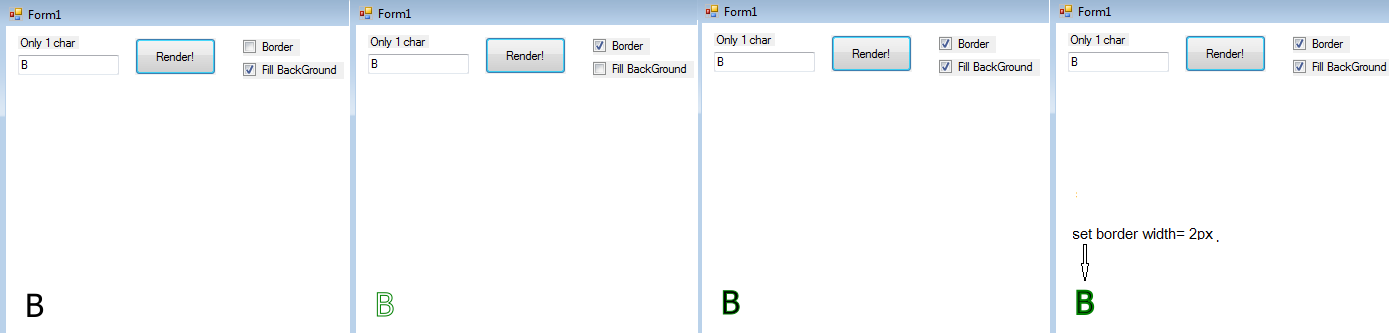 Form1
Only 1 char
B
Render!
Border
Fill BackGround
B
Form1
Only 1 char
B
Render!
Border
Fill BackGround
B
Form1
Only 1 char
B
Render!
Border
Fill BackGround
B
Form1
Only 1 char
B
Render!
Border
Fill BackGround
set border width= 2px .
B